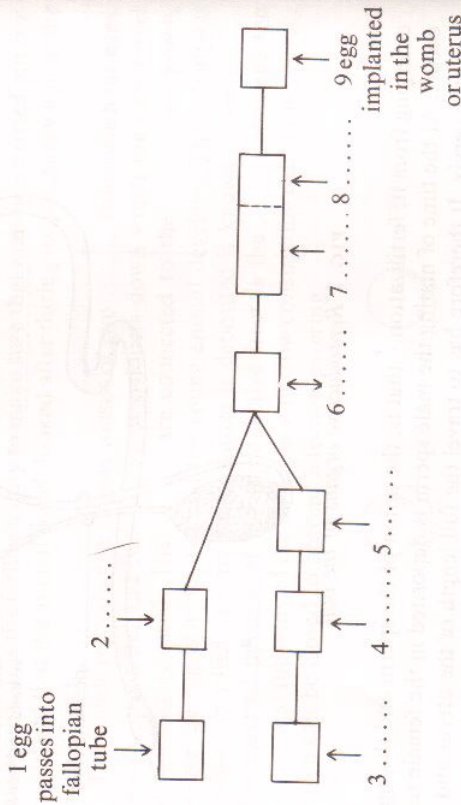 1 egg
passes into
fallopian
tube
2 .......
3 .......
4 .......
5 .......
6 .......
7 .......
8 .......
9 egg
implanted
in the
womb
or uterus